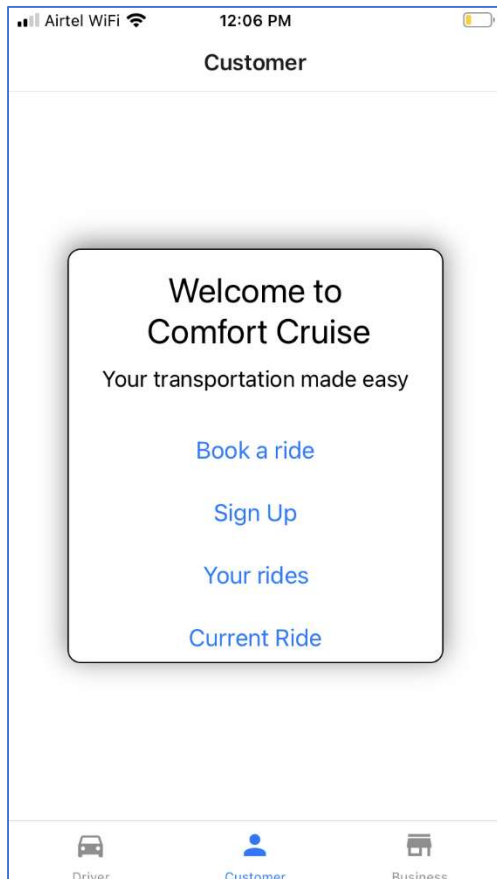 Airtel WiFi 12:06 PM
Customer
Welcome to
Comfort Cruise
Your transportation made easy
Book a ride
Sign Up
Your rides
Current Ride
Driver Customer Business